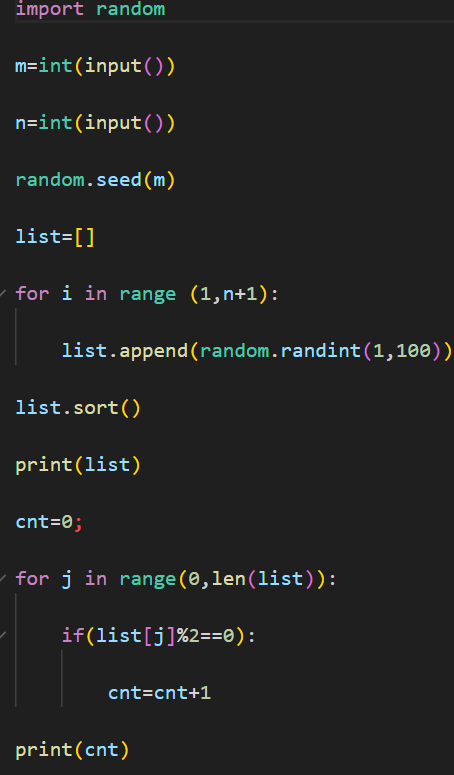 import random
m=int(input())
n=int(input())
random.seed(m)
list=[]
for i in range (1,n+1):
    list.append(random.randint(1,100))
list.sort()
print(list)
cnt=0;
for j in range(0,len(list)):
    if(list[j]%2==0):
        cnt=cnt+1
print(cnt)